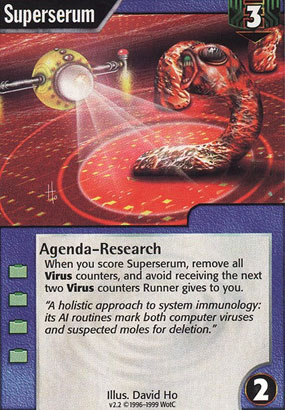 Superserum
3
Agenda-Research
When you score Superserum, remove all
Virus counters, and avoid receiving the next
two Virus counters Runner gives to you.
"A holistic approach to system immunology:
its AI routines mark both computer viruses
and suspected moles for deletion."
Illus. David Ho
v2.2 ©1996-1999 WotC
2